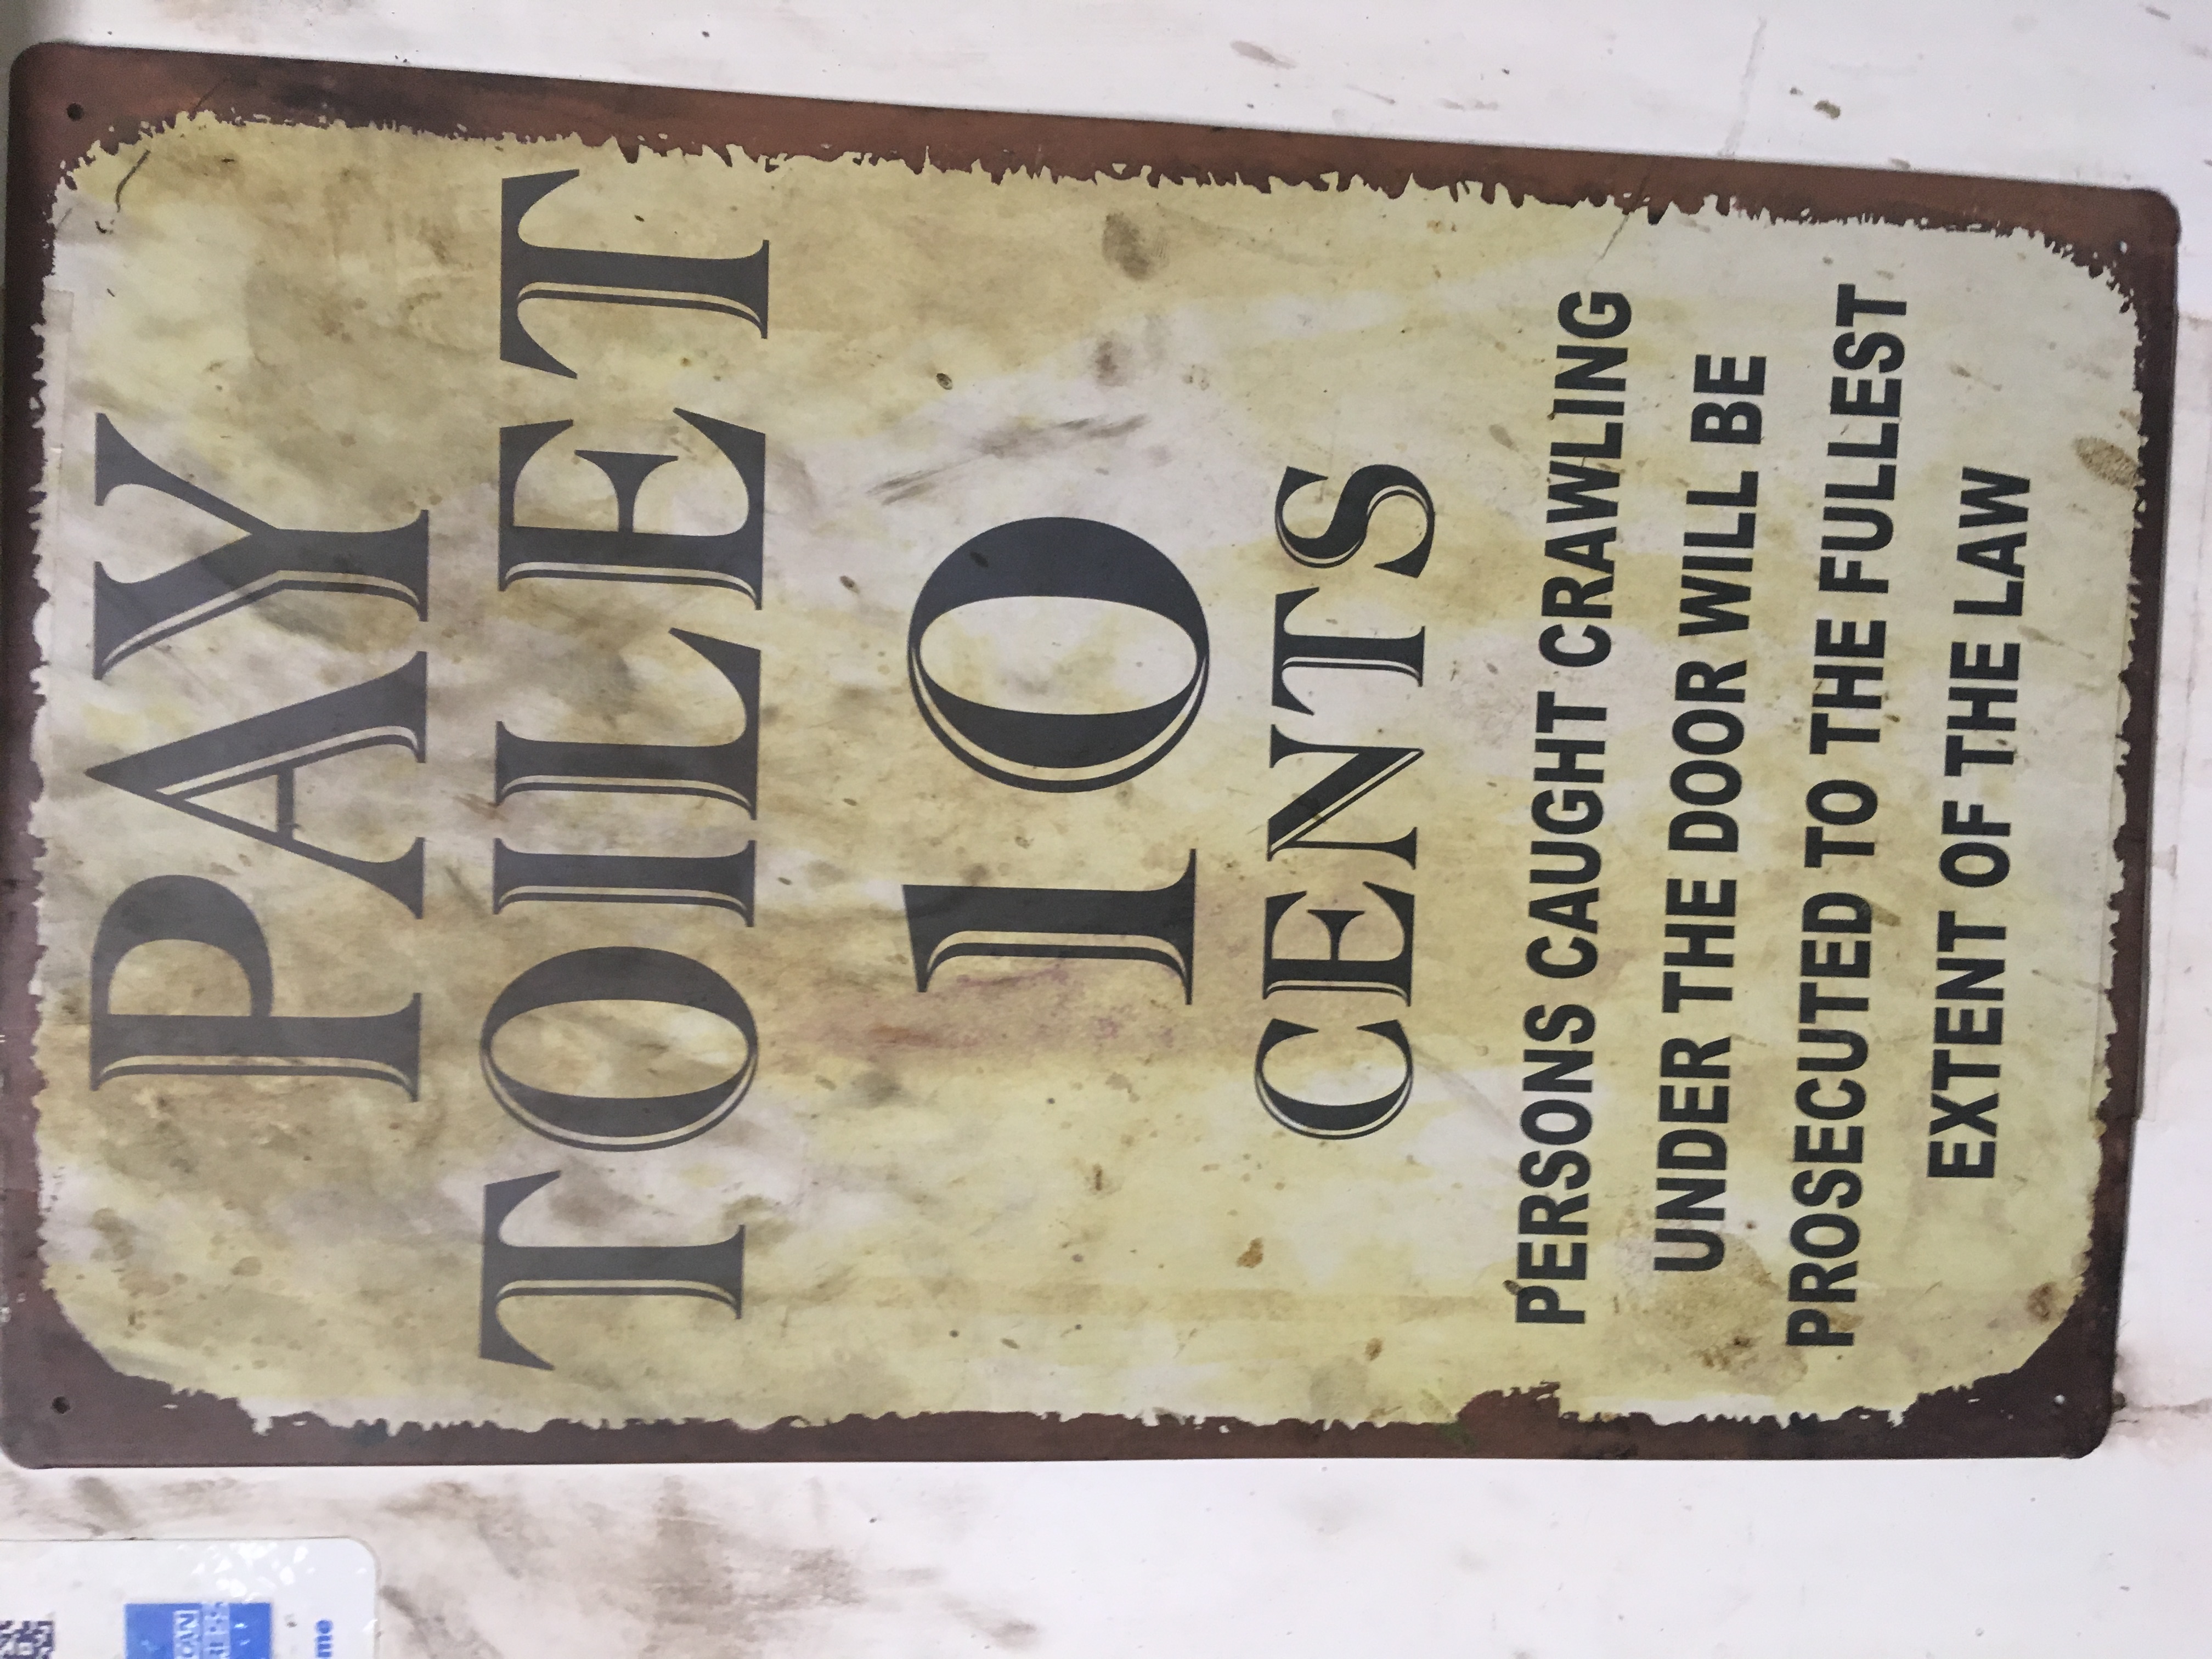 PAY
TOILET
10
CENTS
PERSONS CAUGHT CRAWLING
UNDER THE DOOR WILL BE
PROSECUTED TO THE FULLEST
EXTENT OF THE LAW